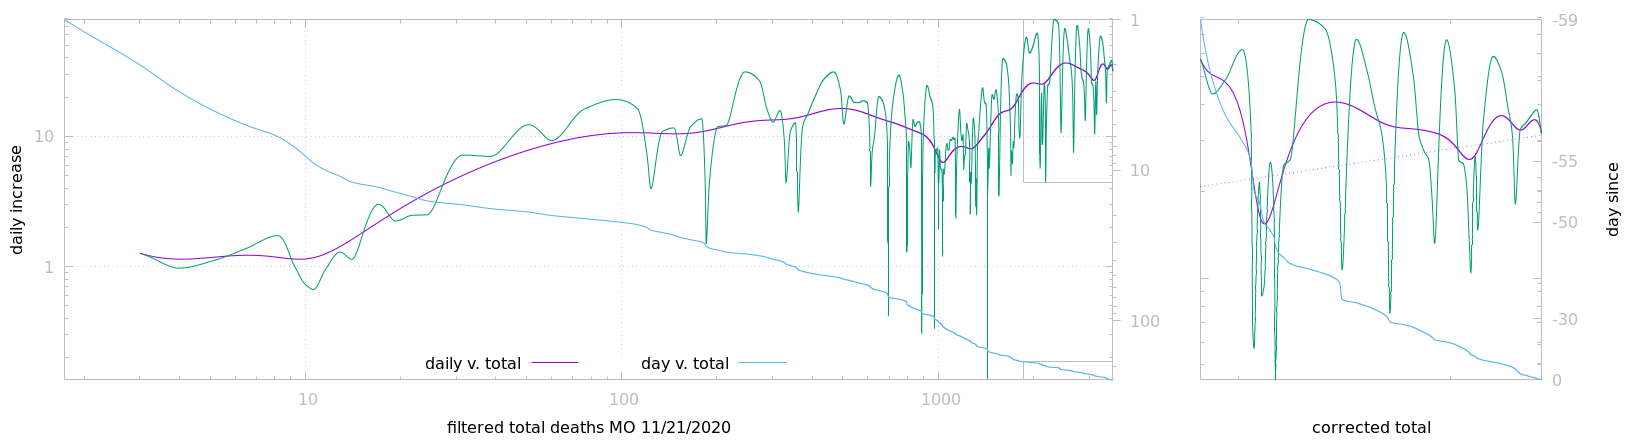 daily increase
10
1
daily v. total
day v. total
10
100
1000
filtered total deaths MO 11/21/2020
1
10
100
-59
-55
-50
-30
0
day since
corrected total